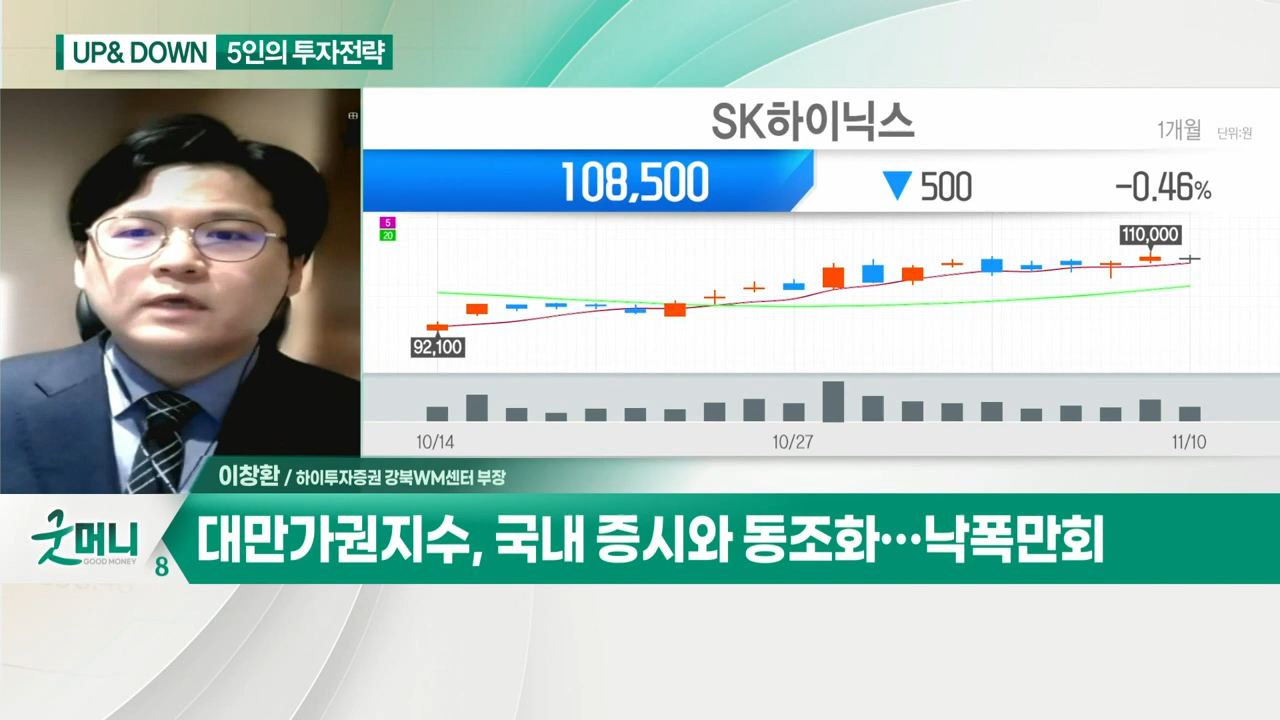 UP& DOWN 5인의 투자전략
SK하이닉스
1개월 단위:원
108,500 ▼ 500 -0.46%
5
20
110,000
92,100
10/14 10/27 11/10
이창환 / 하이투자증권 강북WM센터 부장
굿머니
GOOD MONEY
8
대만가권지수, 국내 증시와 동조화…낙폭만회